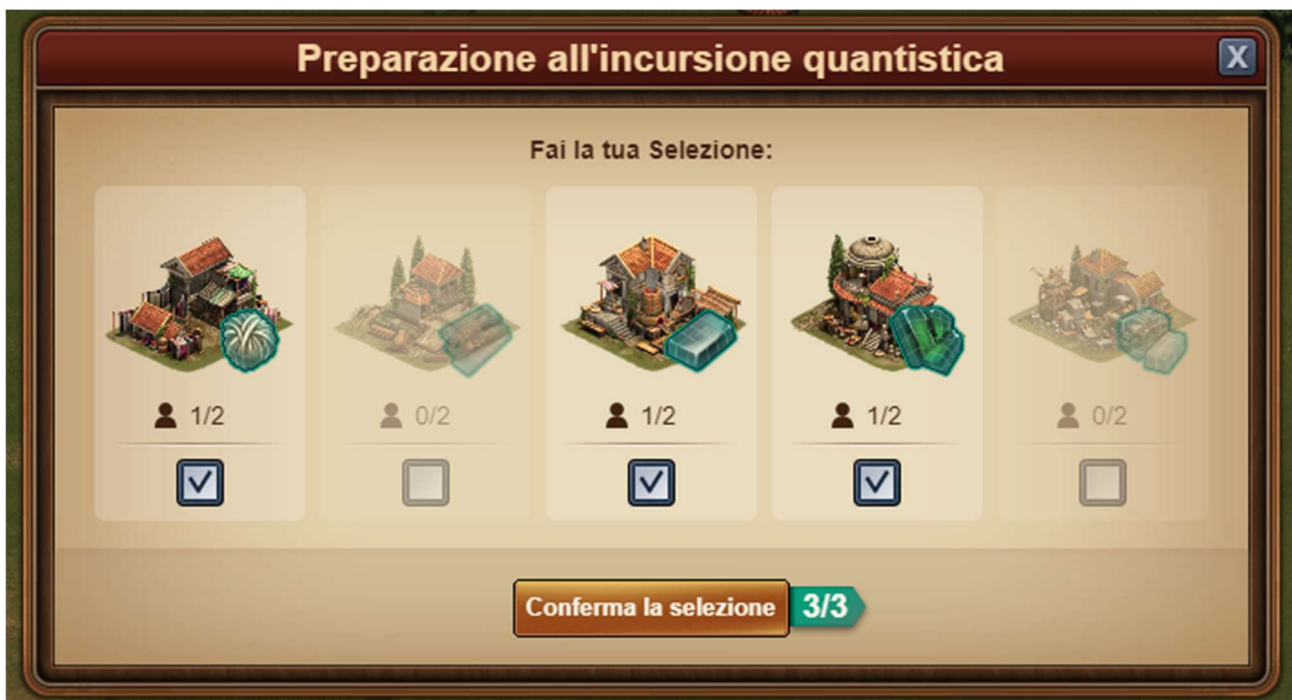 Preparazione all'incursione quantistica
X
Fai la tua Selezione:
1/2
0/2
1/2
1/2
0/2
Conferma la selezione
3/3